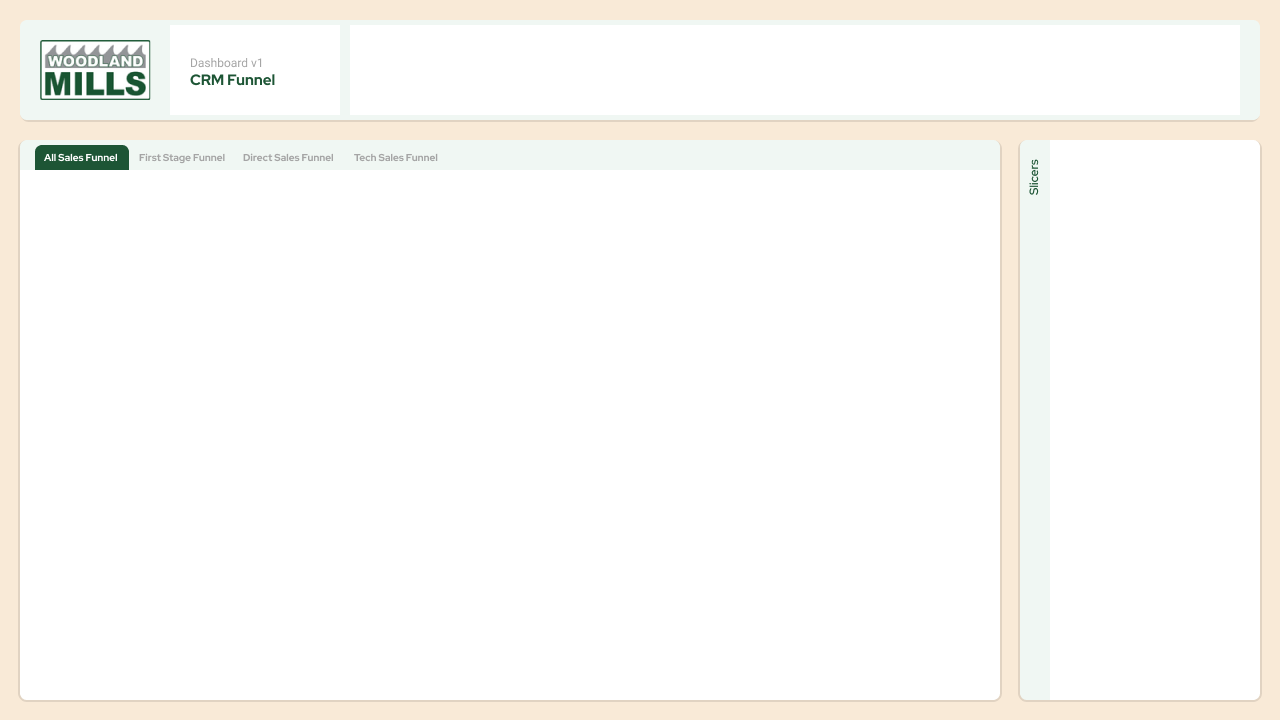 WOODLAND
MILLS
Dashboard v1
CRM Funnel
All Sales Funnel
First Stage Funnel
Direct Sales Funnel
Tech Sales Funnel
Slicers